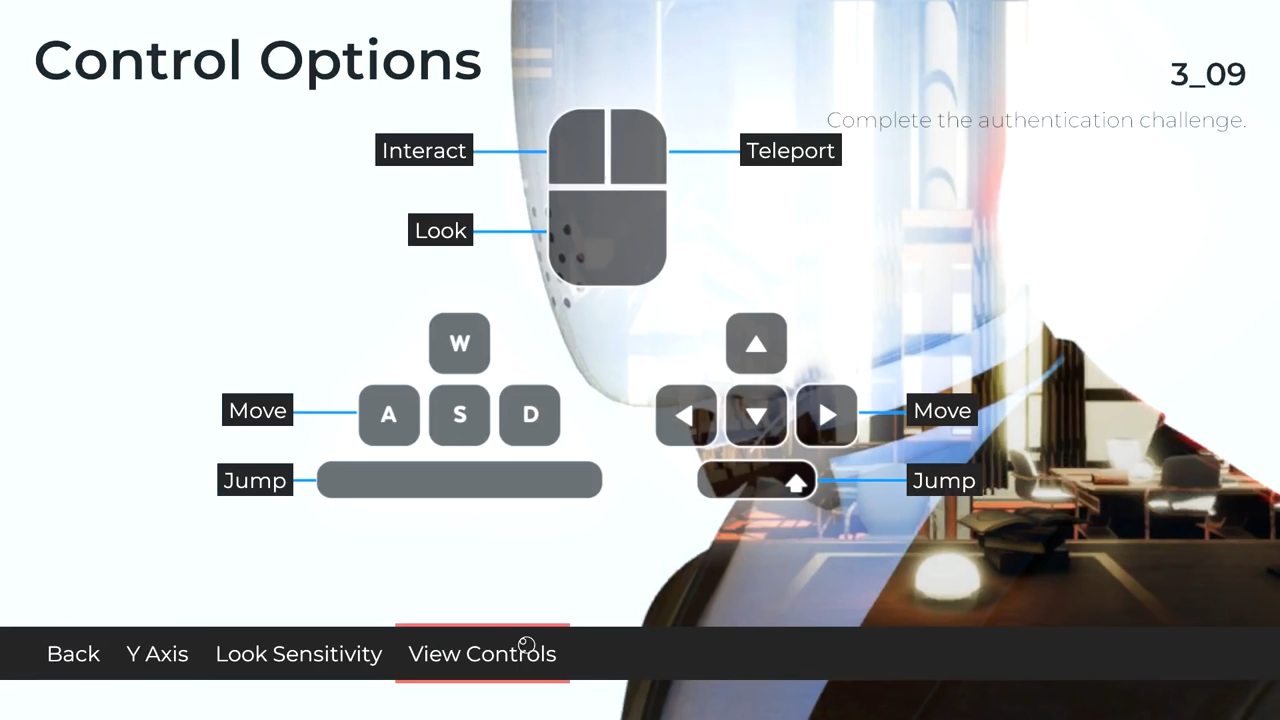 Control Options
3_09
Complete the authentication challenge.
Interact
Teleport
Look
W
Move
A S D
Move
Jump
Jump
Back Y Axis Look Sensitivity View Controls